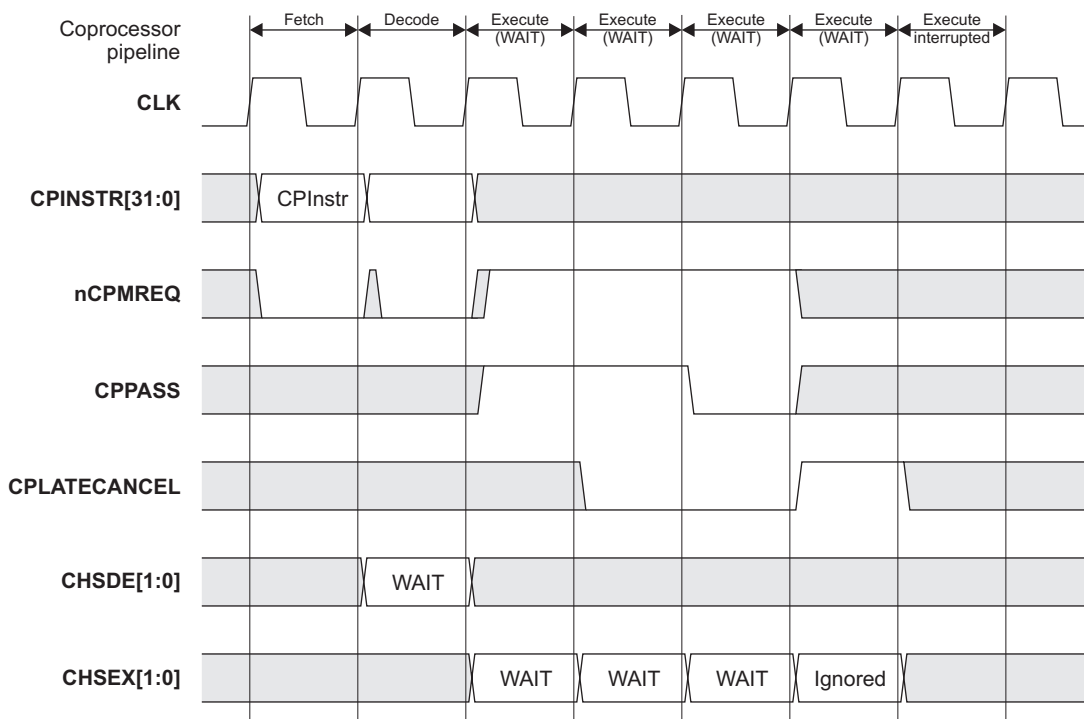 Coprocessor
pipeline
Fetch Decode Execute (WAIT) Execute (WAIT) Execute (WAIT) Execute (WAIT) Execute interrupted
CLK
CPINSTR[31:0] CPInstr
nCPMREQ
CPPASS
CPLATECANCEL
CHSDE[1:0] WAIT
CHSEX[1:0] WAIT WAIT WAIT Ignored